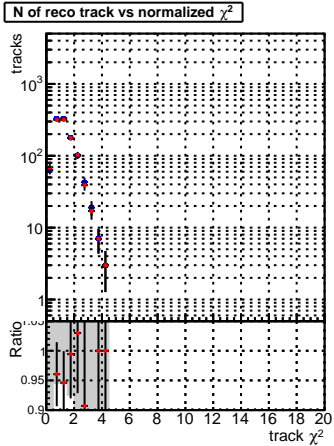 N of reco track vs normalized χ²
tracks
10³
10²
10
1
Ratio
0.95
0.9
0 2 4 6 8 10 12 14 16 18 20
track χ²